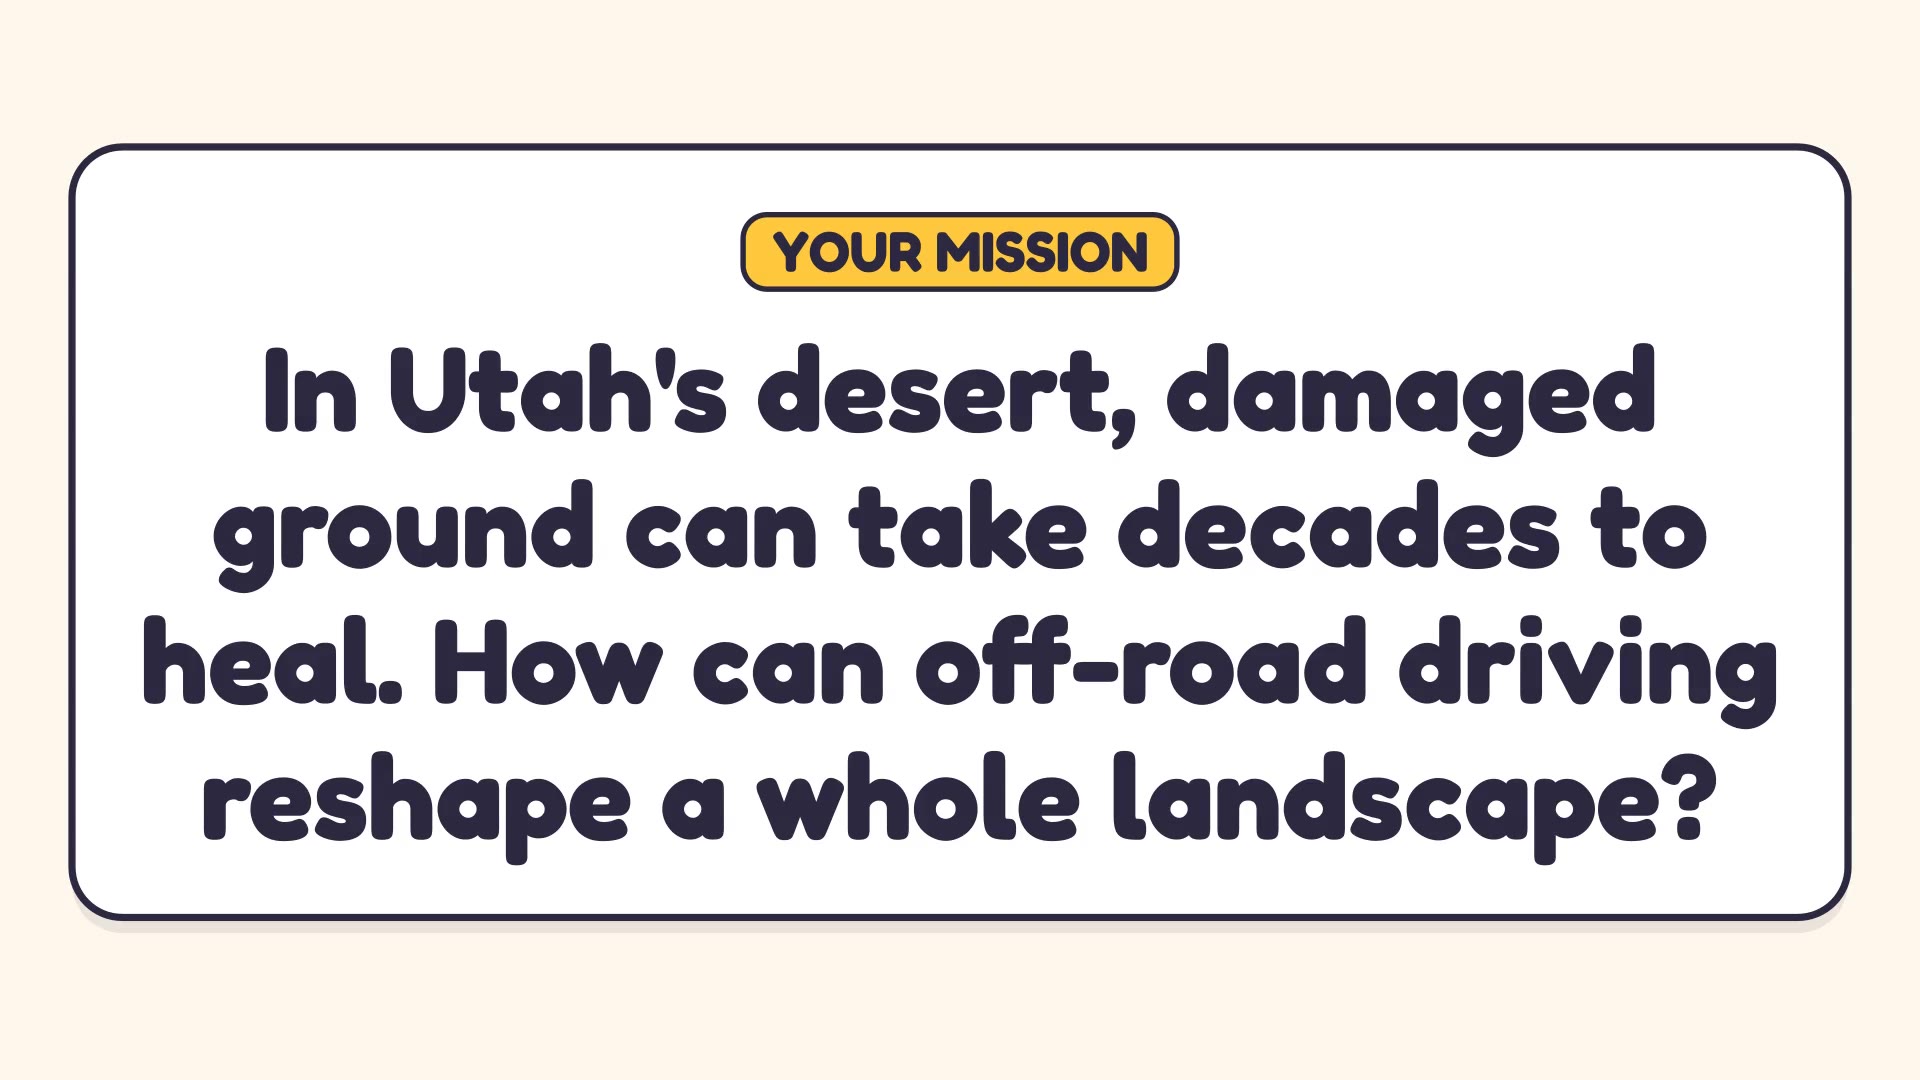 YOUR MISSION
In Utah's desert, damaged
ground can take decades to
heal. How can off-road driving
reshape a whole landscape?